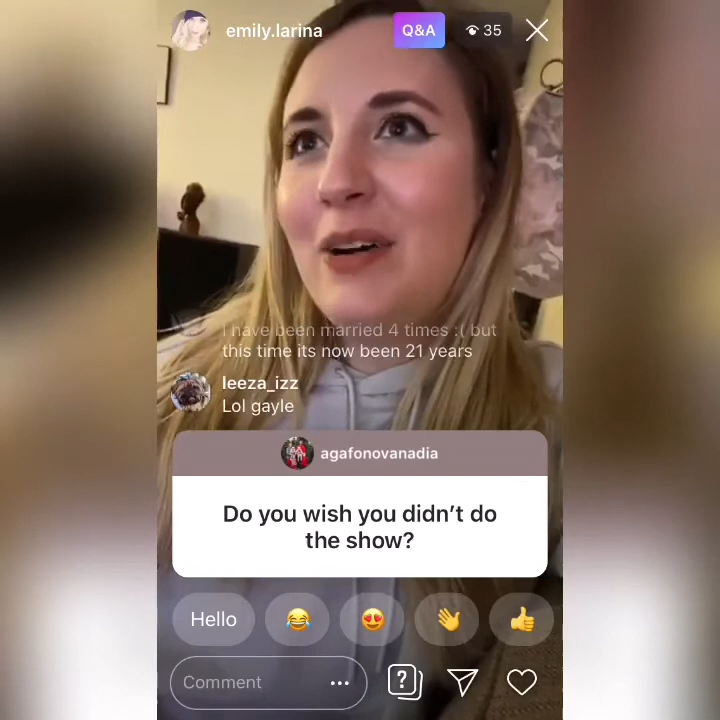 emily.larina
Q&A
35
I have been married 4 times :( but
this time its now been 21 years
leeza_izz
Lol gayle
agafonovanadia
Do you wish you didn't do
the show?
Hello
Comment
?